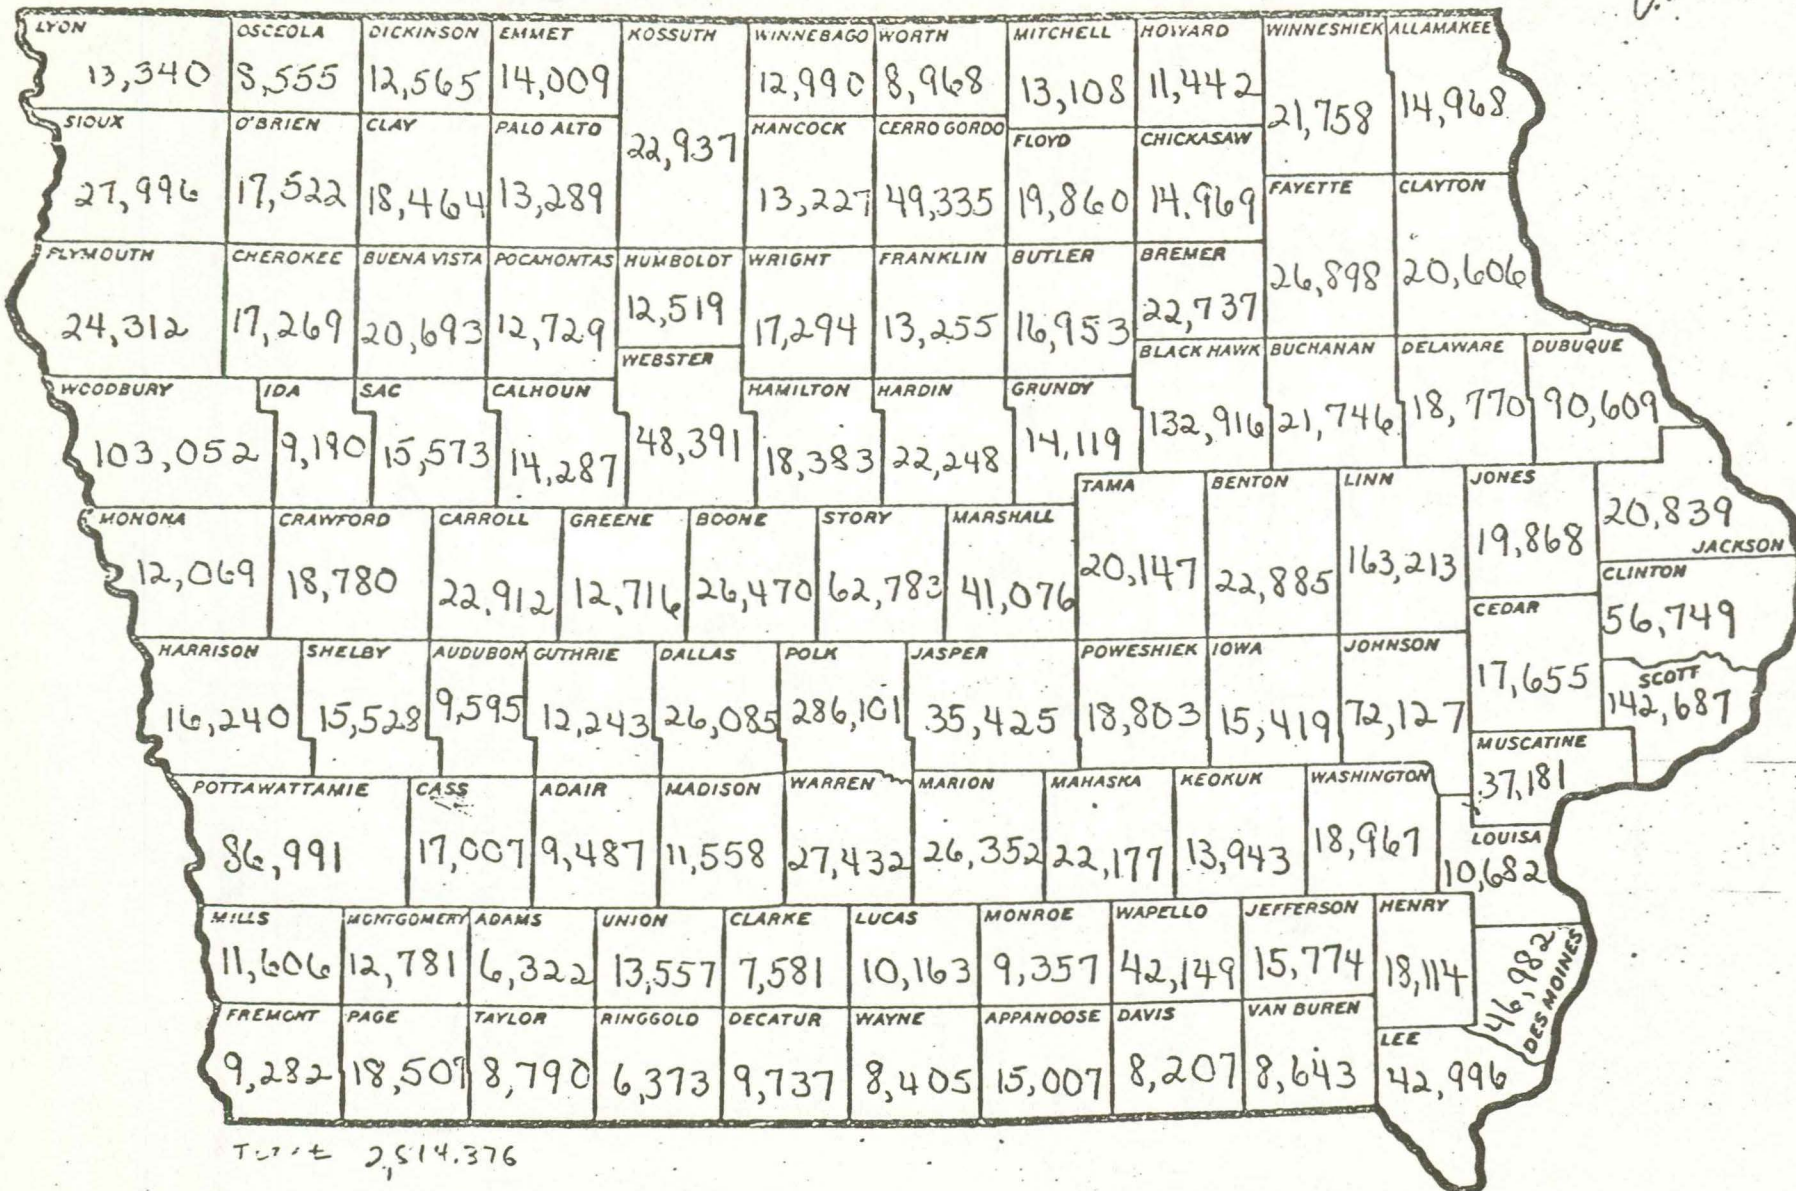 LYON OSCEOLA DICKINSON EMMET KOSSUTH WINNEBAGO WORTH MITCHELL HOWARD WINNESHIEK ALLAMAKEE
13,340 8,555 12,565 14,009 22,937 12,990 8,968 13,108 11,442 21,758 14,968
SIOUX O'BRIEN CLAY PALO ALTO HANCOCK CERRO GORDO FLOYD CHICKASAW
27,996 17,522 18,464 13,289 13,227 49,335 19,860 14,969
FAYETTE CLAYTON
26,898 20,606
PLYMOUTH CHEROKEE BUENA VISTA POCAHONTAS HUMBOLDT WRIGHT FRANKLIN BUTLER BREMER
24,312 17,269 20,693 12,729 12,519 17,294 13,255 16,953 22,737
WEBSTER BLACK HAWK BUCHANAN DELAWARE DUBUQUE
48,391 132,916 21,746 18,770 90,609
WOODBURY IDA SAC CALHOUN HAMILTON HARDIN GRUNDY
103,052 9,190 15,573 14,287 18,383 22,248 14,119
TAMA BENTON LINN JONES
20,147 22,885 163,213 19,868
20,839
JACKSON
MONONA CRAWFORD CARROLL GREENE BOONE STORY MARSHALL
12,069 18,780 22,912 12,716 26,470 62,783 41,076
CLINTON
56,749
CEDAR
17,655
HARRISON SHELBY AUDUBON GUTHRIE DALLAS POLK JASPER POWESHIEK IOWA JOHNSON
16,240 15,528 9,595 12,243 26,085 286,101 35,425 18,803 15,419 72,127
SCOTT
142,687
MUSCATINE
37,181
POTTAWATTAMIE CASS ADAIR MADISON WARREN MARION MAHASKA KEOKUK WASHINGTON
86,991 17,007 9,487 11,558 27,432 26,352 22,177 13,943 18,967
LOUISA
10,682
MILLS MONTGOMERY ADAMS UNION CLARKE LUCAS MONROE WAPELLO JEFFERSON HENRY
11,606 12,781 6,322 13,557 7,581 10,163 9,357 42,149 15,774 18,114
46,982
DES MOINES
FREMONT PAGE TAYLOR RINGGOLD DECATUR WAYNE APPANOOSE DAVIS VAN BUREN LEE
9,282 18,507 8,790 6,373 9,737 8,405 15,007 8,207 8,643 42,996
2,514.376